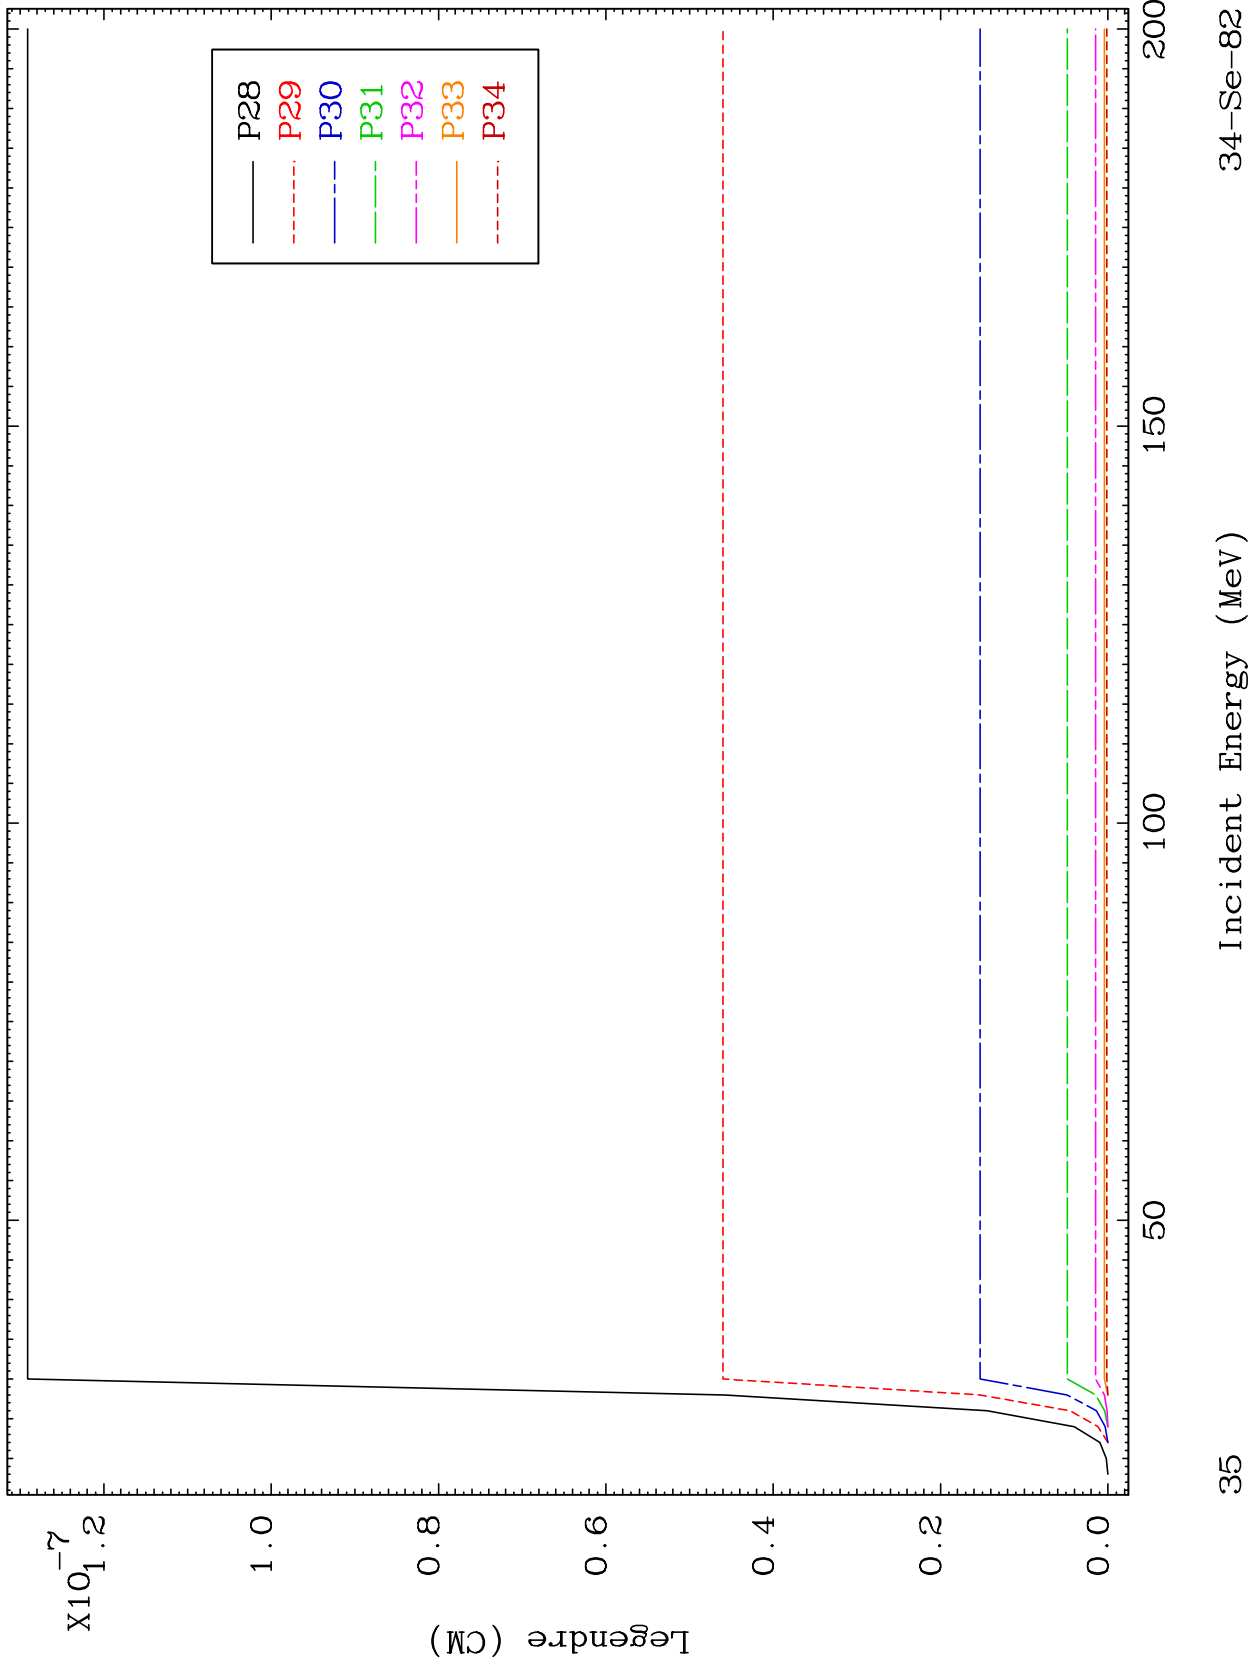 X10-7
1.2
1.0
0.8
0.6
0.4
0.2
0.0
Legendre (CM)
P28
P29
P30
P31
P32
P33
P34
50
100
150
200
Incident Energy (MeV)
35
34-Se-82